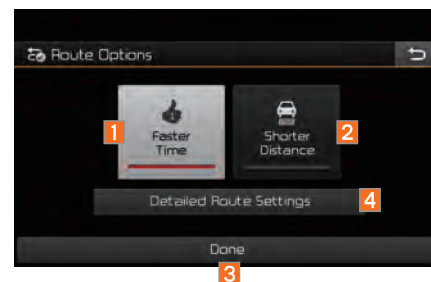 Route Options
1
Faster
Time
Shorter
Distance
2
Detailed Route Settings
4
Done
3